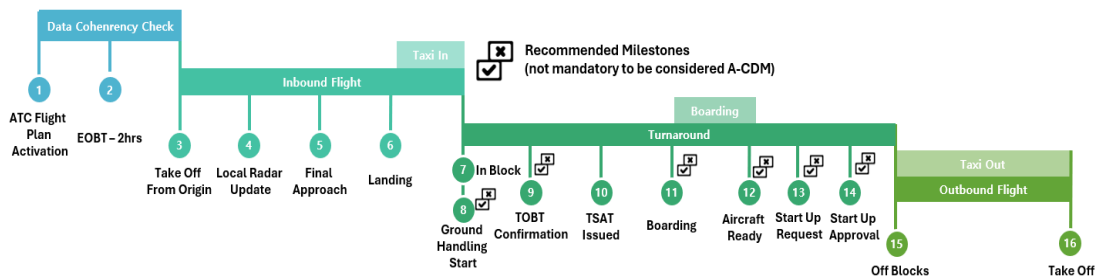 Data Cohenrency Check
Taxi In
Recommended Milestones
(not mandatory to be considered A-CDM)
Inbound Flight
1
2
ATC Flight
Plan
Activation
EOBT – 2hrs
Boarding
Turnaround
3
4
5
6
Take Off
From Origin
Local Radar
Update
Final
Approach
Landing
7
In Block
8
Ground
Handling
Start
9
TOBT
Confirmation
10
TSAT
Issued
11
Boarding
12
Aircraft
Ready
13
Start Up
Request
14
Start Up
Approval
Taxi Out
Outbound Flight
15
Off Blocks
16
Take Off